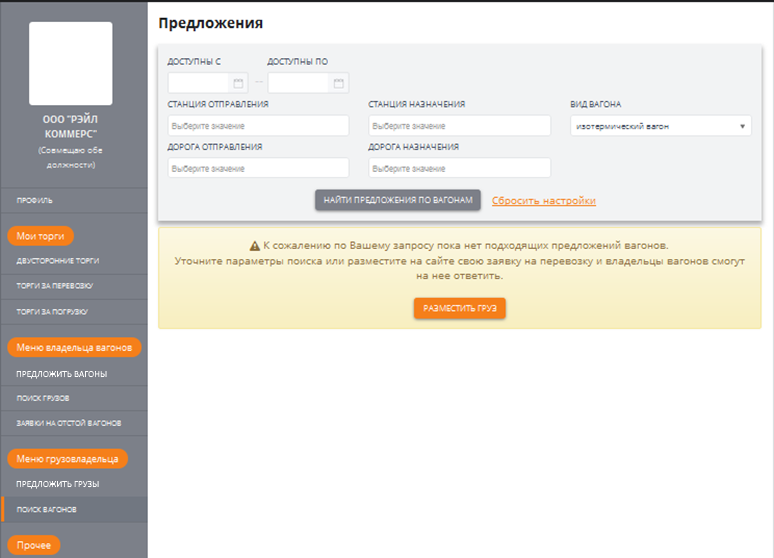 ООО "РЭЙЛ
КОММЕРС"
(Совмещаю обе
должности)
ПРОФИЛЬ
Мои торги
ДВУСТОРОННИЕ ТОРГИ
ТОРГИ ЗА ПЕРЕВОЗКУ
ТОРГИ ЗА ПОГРУЗКУ
Меню владельца вагонов
ПРЕДЛОЖИТЬ ВАГОНЫ
ПОИСК ГРУЗОВ
ЗАЯВКИ НА ОТСТОЙ ВАГОНОВ
Меню грузовладельца
ПРЕДЛОЖИТЬ ГРУЗЫ
ПОИСК ВАГОНОВ
Прочее
Предложения
ДОСТУПНЫ С ДОСТУПНЫ ПО
СТАНЦИЯ ОТПРАВЛЕНИЯ СТАНЦИЯ НАЗНАЧЕНИЯ ВИД ВАГОНА
Выберите значение Выберите значение изотермический вагон
ДОРОГА ОТПРАВЛЕНИЯ ДОРОГА НАЗНАЧЕНИЯ
Выберите значение Выберите значение
НАЙТИ ПРЕДЛОЖЕНИЯ ПО ВАГОНАМ Сбросить настройки
К сожалению по Вашему запросу пока нет подходящих предложений вагонов.
Уточните параметры поиска или разместите на сайте свою заявку на перевозку и владельцы вагонов смогут
на нее ответить.
РАЗМЕСТИТЬ ГРУЗ